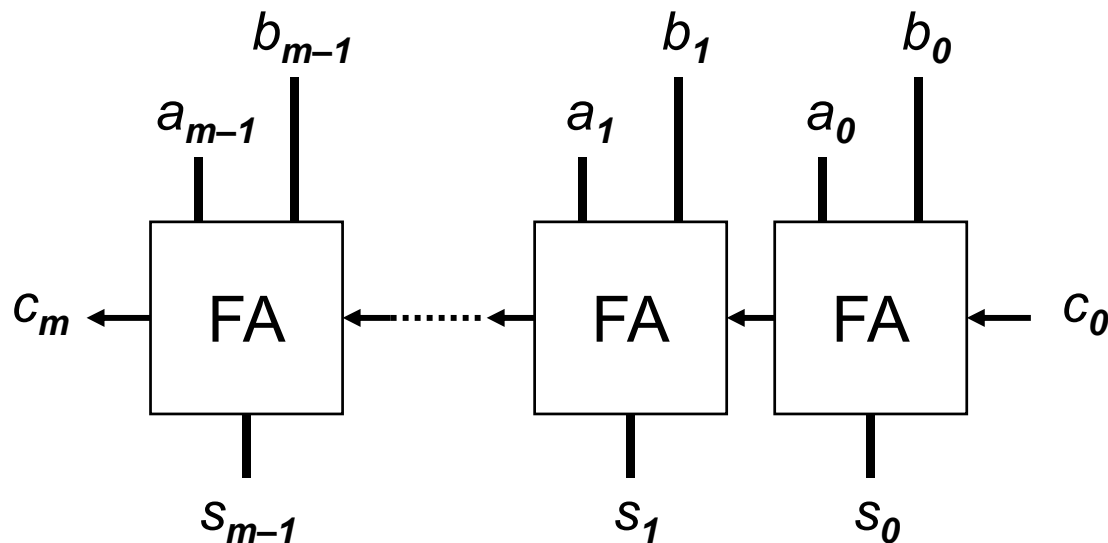 b_{m–1} b_1 b_0
a_{m–1} a_1 a_0
c_m FA FA FA c_0
s_{m–1} s_1 s_0